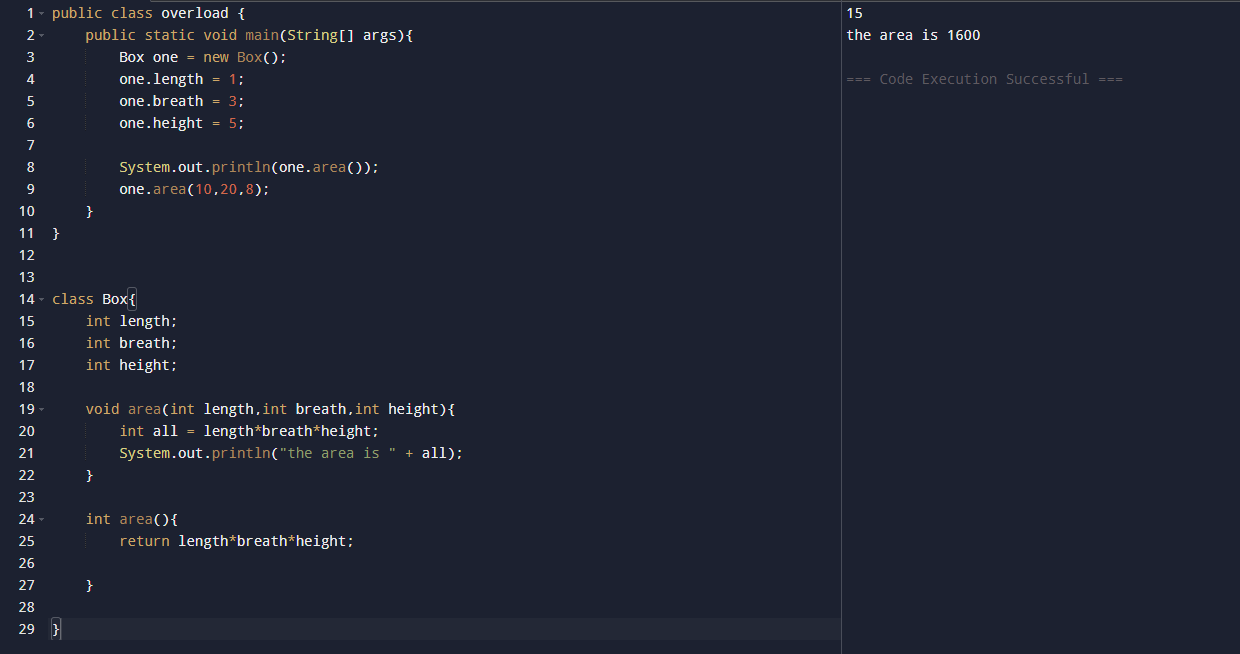 1 public class overload {
2     public static void main(String[] args){
3         Box one = new Box();
4         one.length = 1;
5         one.breath = 3;
6         one.height = 5;
7
8         System.out.println(one.area());
9         one.area(10,20,8);
10     }
11 }
12
13
14 class Box{
15     int length;
16     int breath;
17     int height;
18
19     void area(int length,int breath,int height){
20         int all = length*breath*height;
21         System.out.println("the area is " + all);
22     }
23
24     int area(){
25         return length*breath*height;
26
27     }
28
29 }
15
the area is 1600
=== Code Execution Successful ===